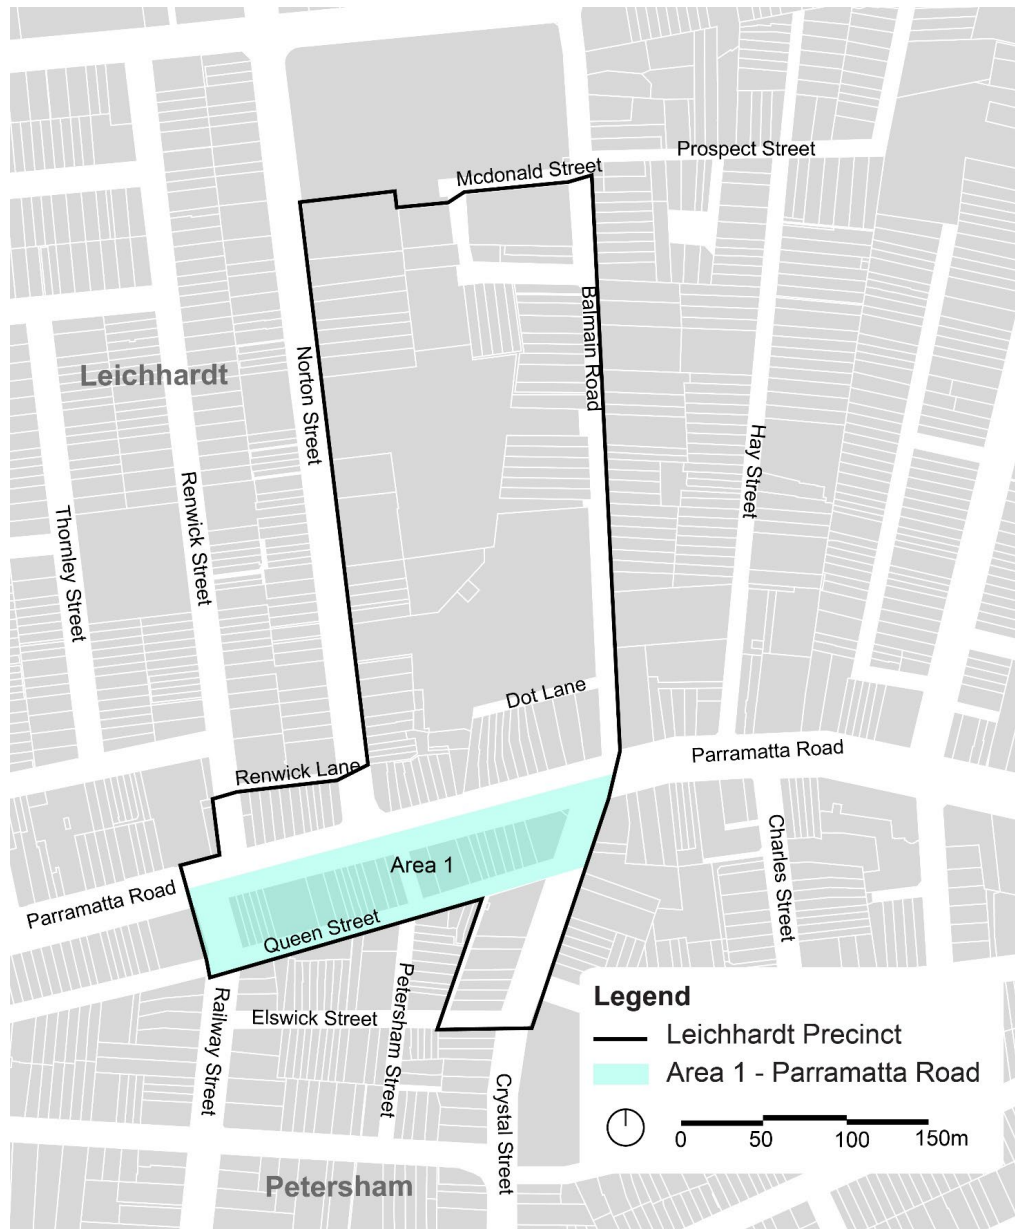 Prospect Street
Mcdonald Street
Balmain Road
Leichhardt
Norton Street
Hay Street
Renwick Street
Thornley Street
Dot Lane
Parramatta Road
Renwick Lane
Charles Street
Area 1
Parramatta Road
Queen Street
Petersham Street
Railway Street
Elswick Street
Crystal Street
Petersham
Legend
Leichhardt Precinct
Area 1 - Parramatta Road
0 50 100 150m